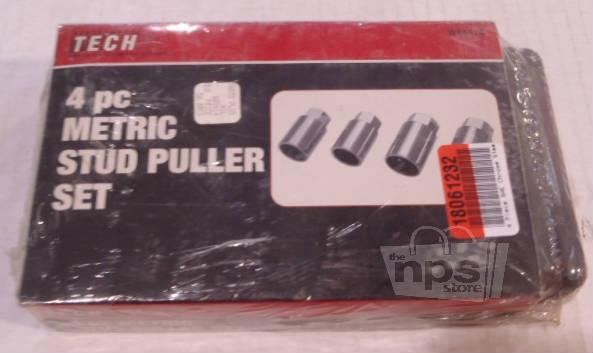 TECH
4 pc
METRIC
STUD PULLER
SET
18061232
the
nps
store